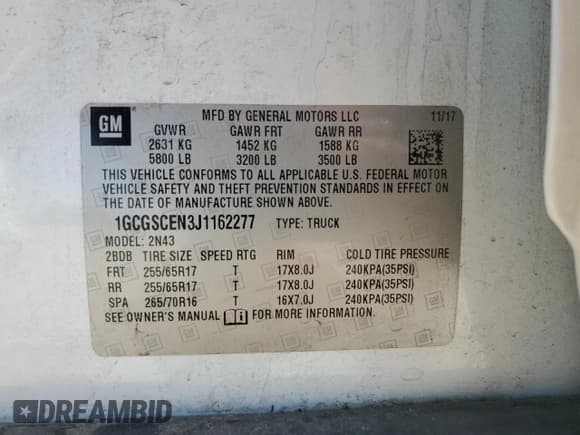 GM
MFD BY GENERAL MOTORS LLC 11/17
GVWR GAWR FRT GAWR RR
2631 KG 1452 KG 1588 KG
5800 LB 3200 LB 3500 LB
THIS VEHICLE CONFORMS TO ALL APPLICABLE U.S. FEDERAL MOTOR
VEHICLE SAFETY AND THEFT PREVENTION STANDARDS IN EFFECT ON
THE DATE OF MANUFACTURE SHOWN ABOVE.
1GCGSCEN3J1162277 TYPE: TRUCK
MODEL: 2N43
2BDB TIRE SIZE SPEED RTG RIM COLD TIRE PRESSURE
FRT 255/65R17 T 17X8.0J 240KPA(35PSI)
RR 255/65R17 T 17X8.0J 240KPA(35PSI)
SPA 265/70R16 T 16X7.0J 240KPA(35PSI)
SEE OWNER'S MANUAL FOR MORE INFORMATION.
DREAMBID